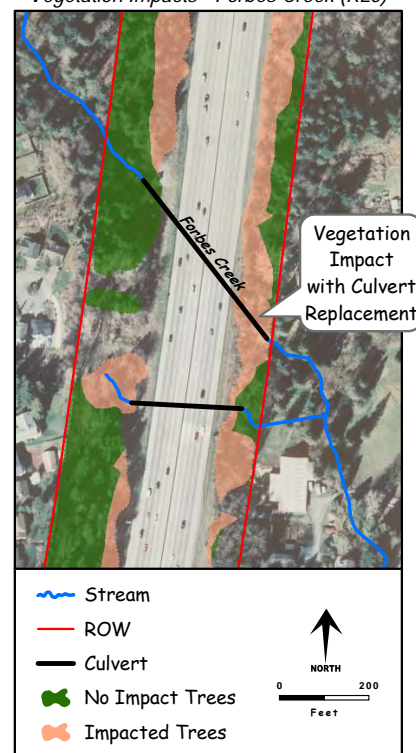 Vegetation Impacts - Forbes Creek (R26)
Forbes Creek
Vegetation
Impact
with Culvert
Replacement
Stream
ROW
Culvert
No Impact Trees
Impacted Trees
NORTH
0 200
Feet